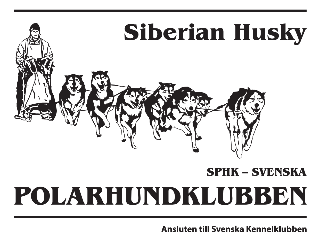 Siberian Husky
SPHK – SVENSKA
POLARHUNDKLUBBEN
Ansluten till Svenska Kennelklubben